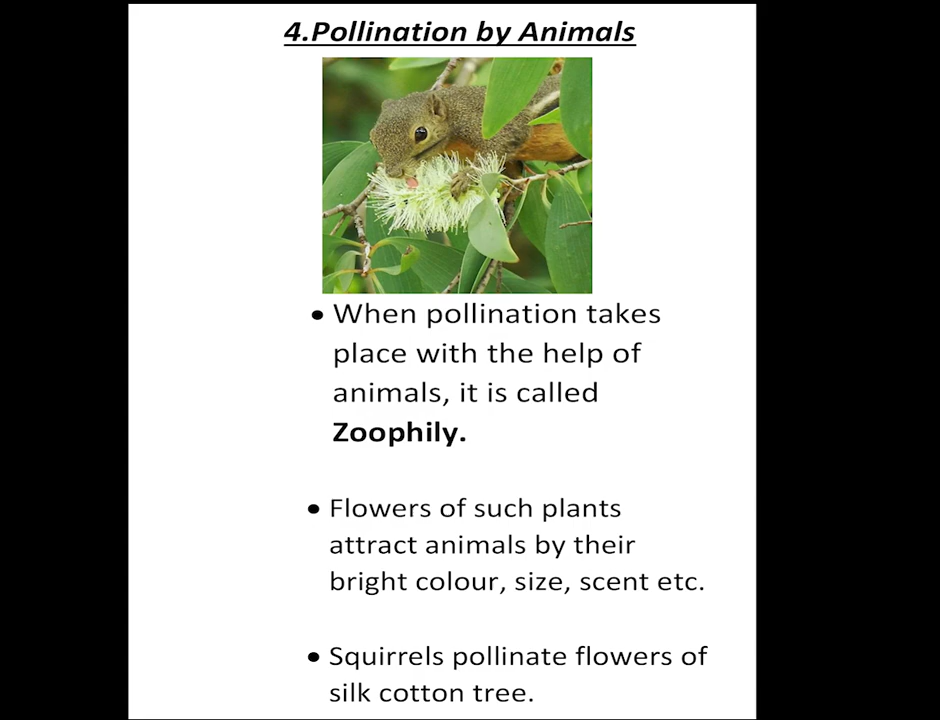 4.Pollination by Animals
• When pollination takes
place with the help of
animals, it is called
Zoophily.
• Flowers of such plants
attract animals by their
bright colour, size, scent etc.
• Squirrels pollinate flowers of
silk cotton tree.